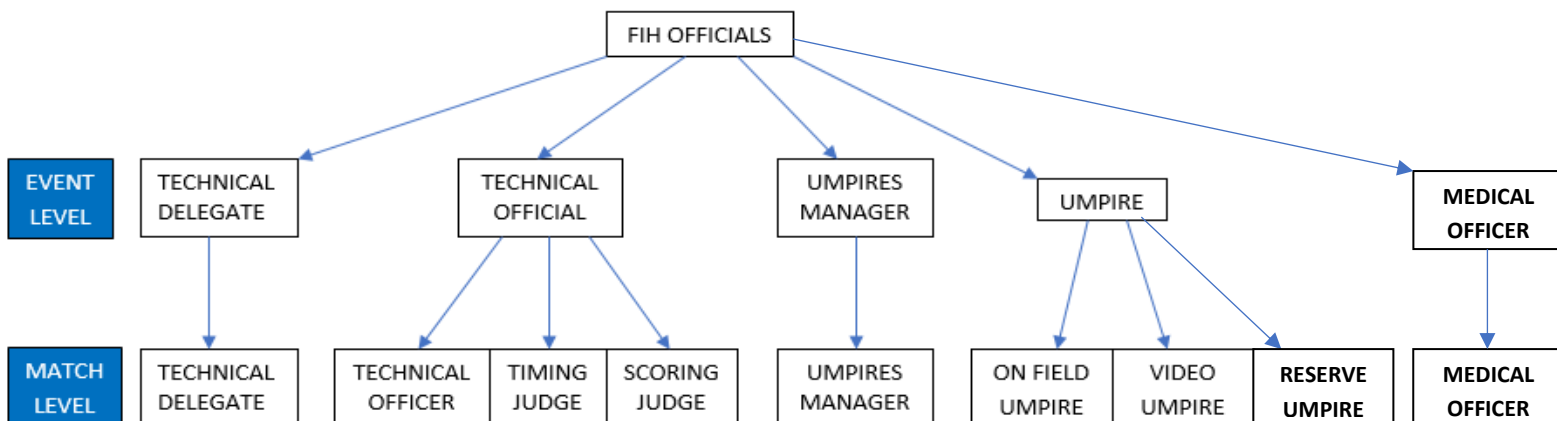 FIH OFFICIALS
EVENT
LEVEL
TECHNICAL
DELEGATE
TECHNICAL
OFFICIAL
UMPIRES
MANAGER
UMPIRE
MEDICAL
OFFICER
MATCH
LEVEL
TECHNICAL
DELEGATE
TECHNICAL
OFFICER
TIMING
JUDGE
SCORING
JUDGE
UMPIRES
MANAGER
ON FIELD
UMPIRE
VIDEO
UMPIRE
RESERVE
UMPIRE
MEDICAL
OFFICER